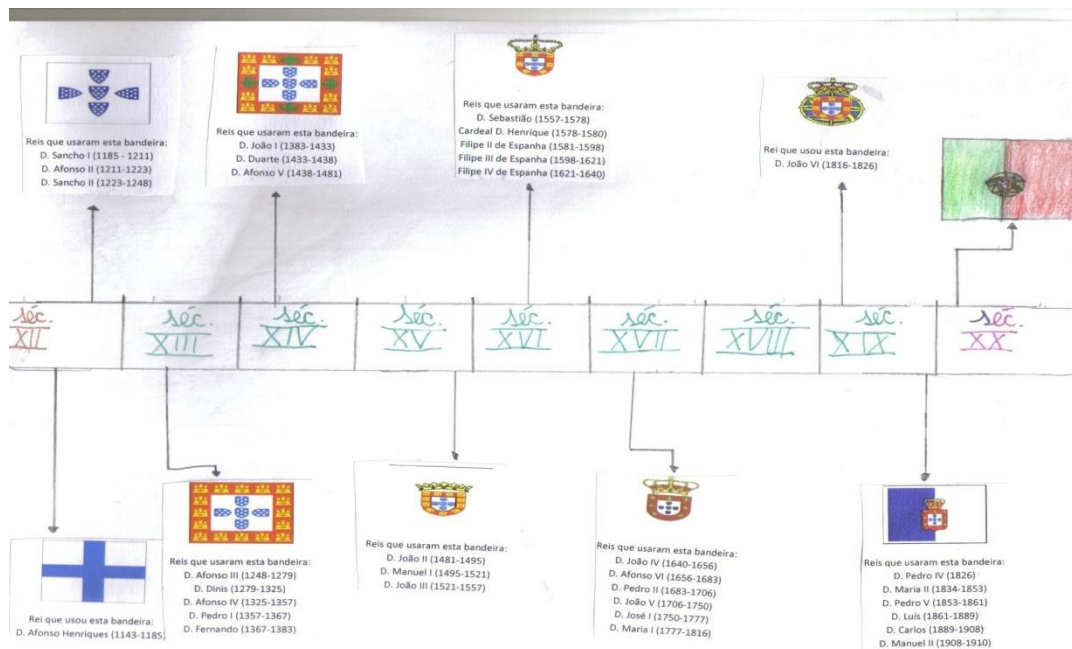 Reis que usaram esta bandeira:
D. Sancho I (1185 - 1211)
D. Afonso II (1211-1223)
D. Sancho II (1223-1248)
Reis que usaram esta bandeira:
D. João I (1383-1433)
D. Duarte (1433-1438)
D. Afonso V (1438-1481)
Reis que usaram esta bandeira:
D. Sebastião (1557-1578)
Cardeal D. Henrique (1578-1580)
Filipe II de Espanha (1581-1598)
Filipe III de Espanha (1598-1621)
Filipe IV de Espanha (1621-1640)
Rei que usou esta bandeira:
D. João VI (1816-1826)
séc.
XII
séc.
XIII
séc.
XIV
séc.
XV
séc.
XVI
séc.
XVII
séc.
XVIII
séc.
XIX
séc.
XX
Rei que usou esta bandeira:
D. Afonso Henriques (1143-1185)
Reis que usaram esta bandeira:
D. Afonso III (1248-1279)
D. Dinis (1279-1325)
D. Afonso IV (1325-1357)
D. Pedro I (1357-1367)
D. Fernando (1367-1383)
Reis que usaram esta bandeira:
D. João II (1481-1495)
D. Manuel I (1495-1521)
D. João III (1521-1557)
Reis que usaram esta bandeira:
D. João IV (1640-1656)
D. Afonso VI (1656-1683)
D. Pedro II (1683-1706)
D. João V (1706-1750)
D. José I (1750-1777)
D. Maria I (1777-1816)
Reis que usaram esta bandeira:
D. Pedro IV (1826)
D. Maria II (1834-1853)
D. Pedro V (1853-1861)
D. Luís (1861-1889)
D. Carlos (1889-1908)
D. Manuel II (1908-1910)